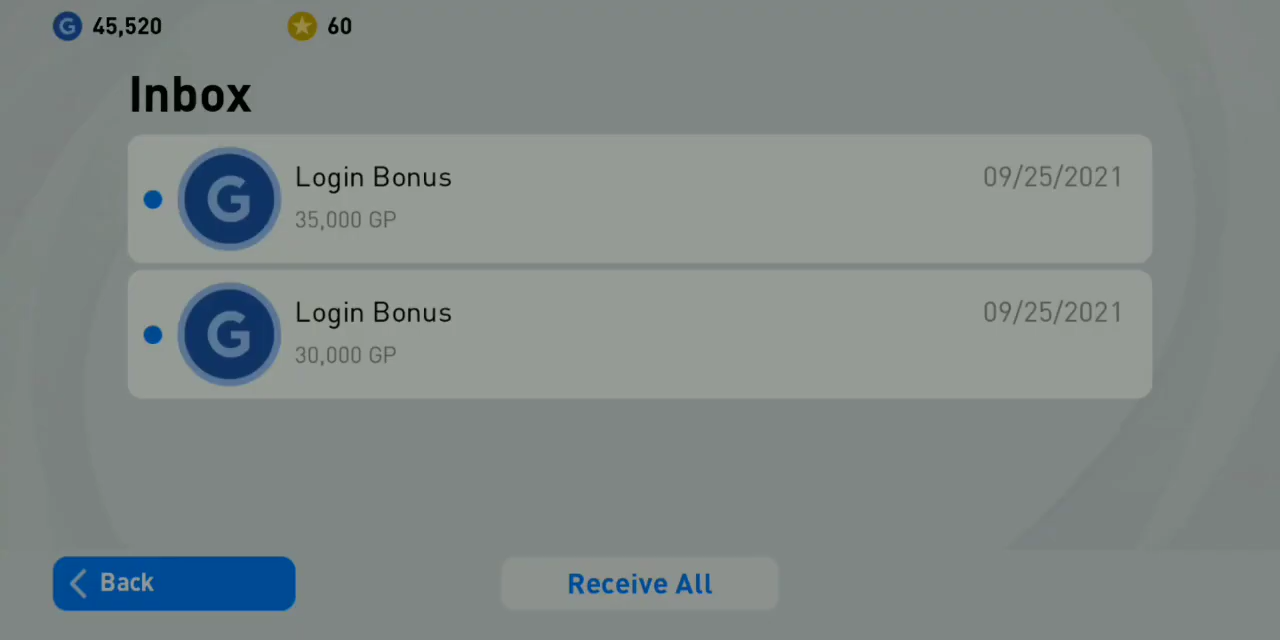 G 45,520 60
Inbox
Login Bonus 09/25/2021
G
35,000 GP
Login Bonus 09/25/2021
G
30,000 GP
Back Receive All